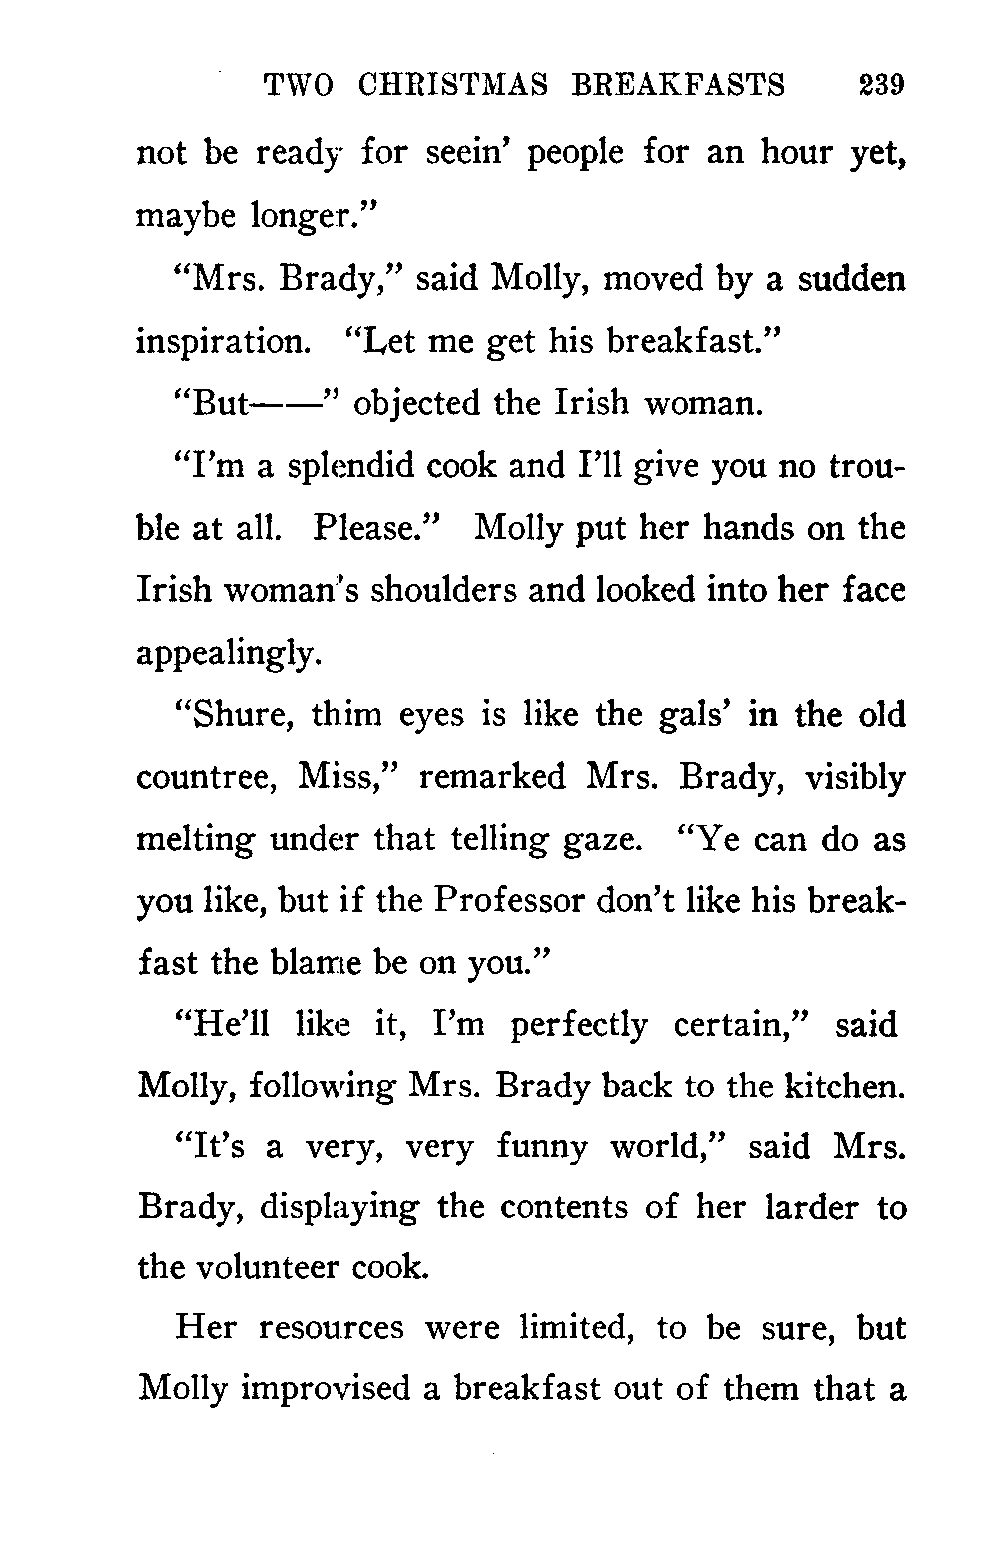 TWO CHRISTMAS BREAKFASTS 239
not be ready for seein’ people for an hour yet,
maybe longer.”
“Mrs. Brady,” said Molly, moved by a sudden
inspiration. “Let me get his breakfast.”
“But——” objected the Irish woman.
“I’m a splendid cook and I’ll give you no trou-
ble at all. Please.” Molly put her hands on the
Irish woman’s shoulders and looked into her face
appealingly.
“Shure, thim eyes is like the gals’ in the old
countree, Miss,” remarked Mrs. Brady, visibly
melting under that telling gaze. “Ye can do as
you like, but if the Professor don’t like his break-
fast the blame be on you.”
“He’ll like it, I’m perfectly certain,” said
Molly, following Mrs. Brady back to the kitchen.
“It’s a very, very funny world,” said Mrs.
Brady, displaying the contents of her larder to
the volunteer cook.
Her resources were limited, to be sure, but
Molly improvised a breakfast out of them that a